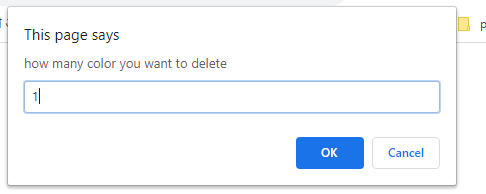 This page says
how many color you want to delete
1
OK Cancel